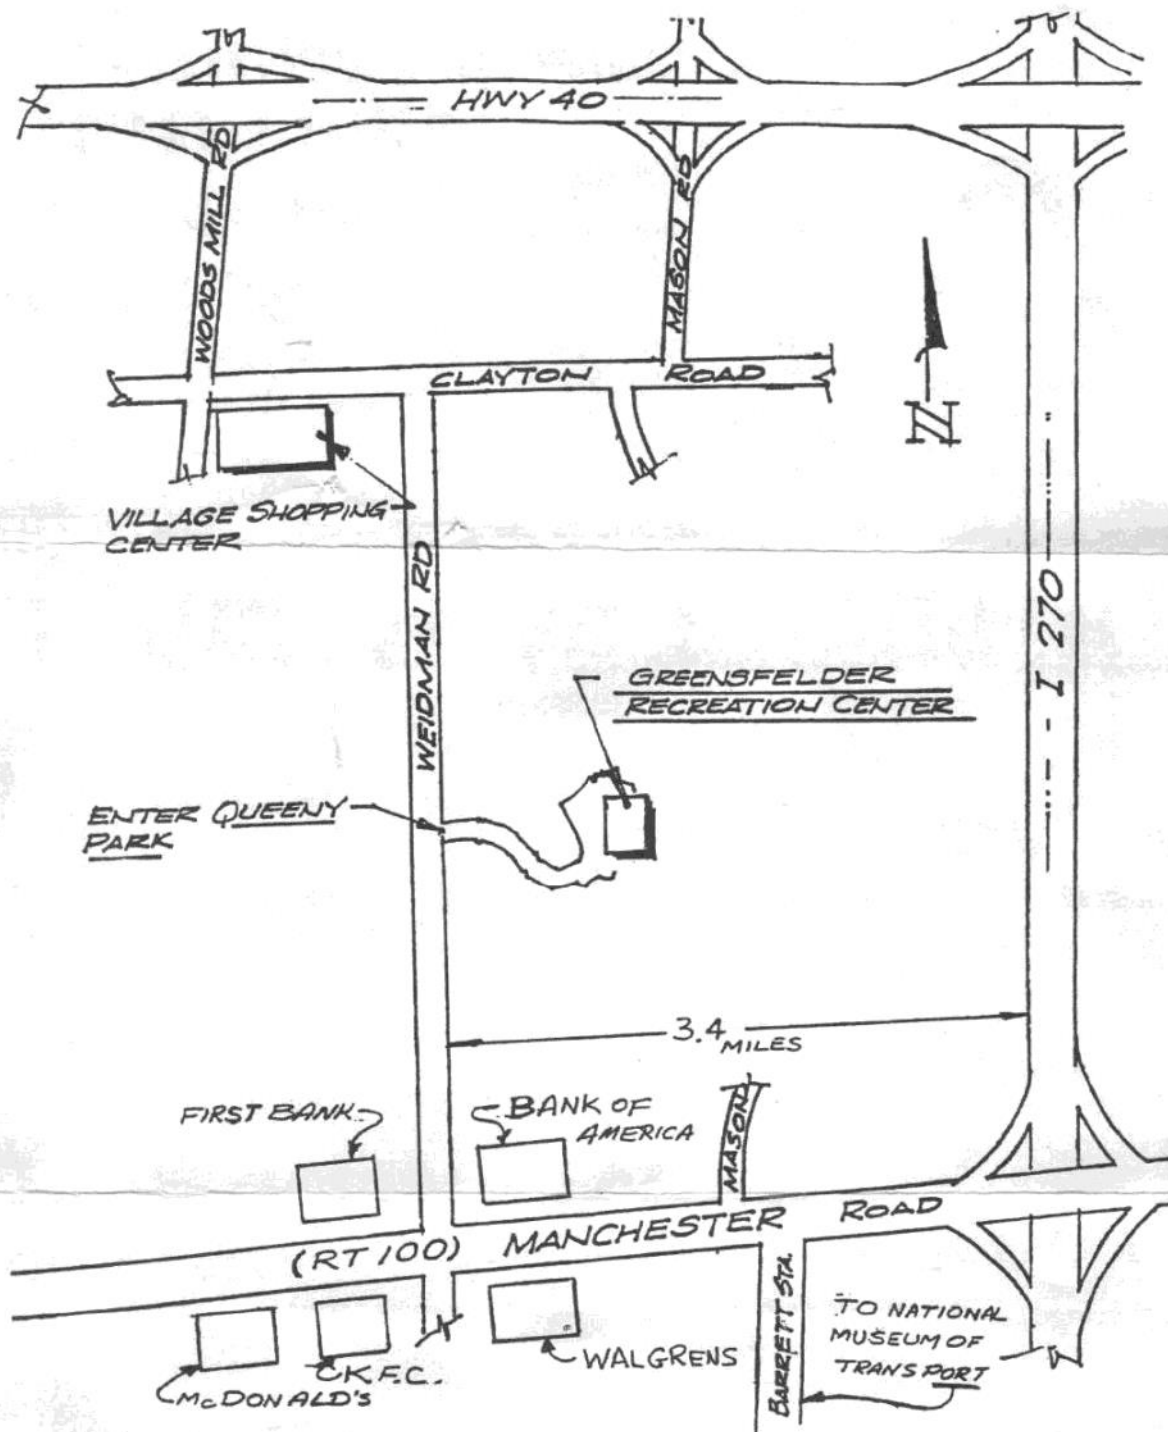 HWY 40
WOODS MILL RD
MASON RD
CLAYTON ROAD
N
VILLAGE SHOPPING
CENTER
WEIDMAN RD
I - 270
GREENSFELDER
RECREATION CENTER
ENTER QUEENY
PARK
3.4 MILES
FIRST BANK
BANK OF
AMERICA
MASON
(RT 100) MANCHESTER ROAD
BARRETT STA.
TO NATIONAL
MUSEUM OF
TRANSPORT
WALGRENS
K.F.C.
McDONALD'S